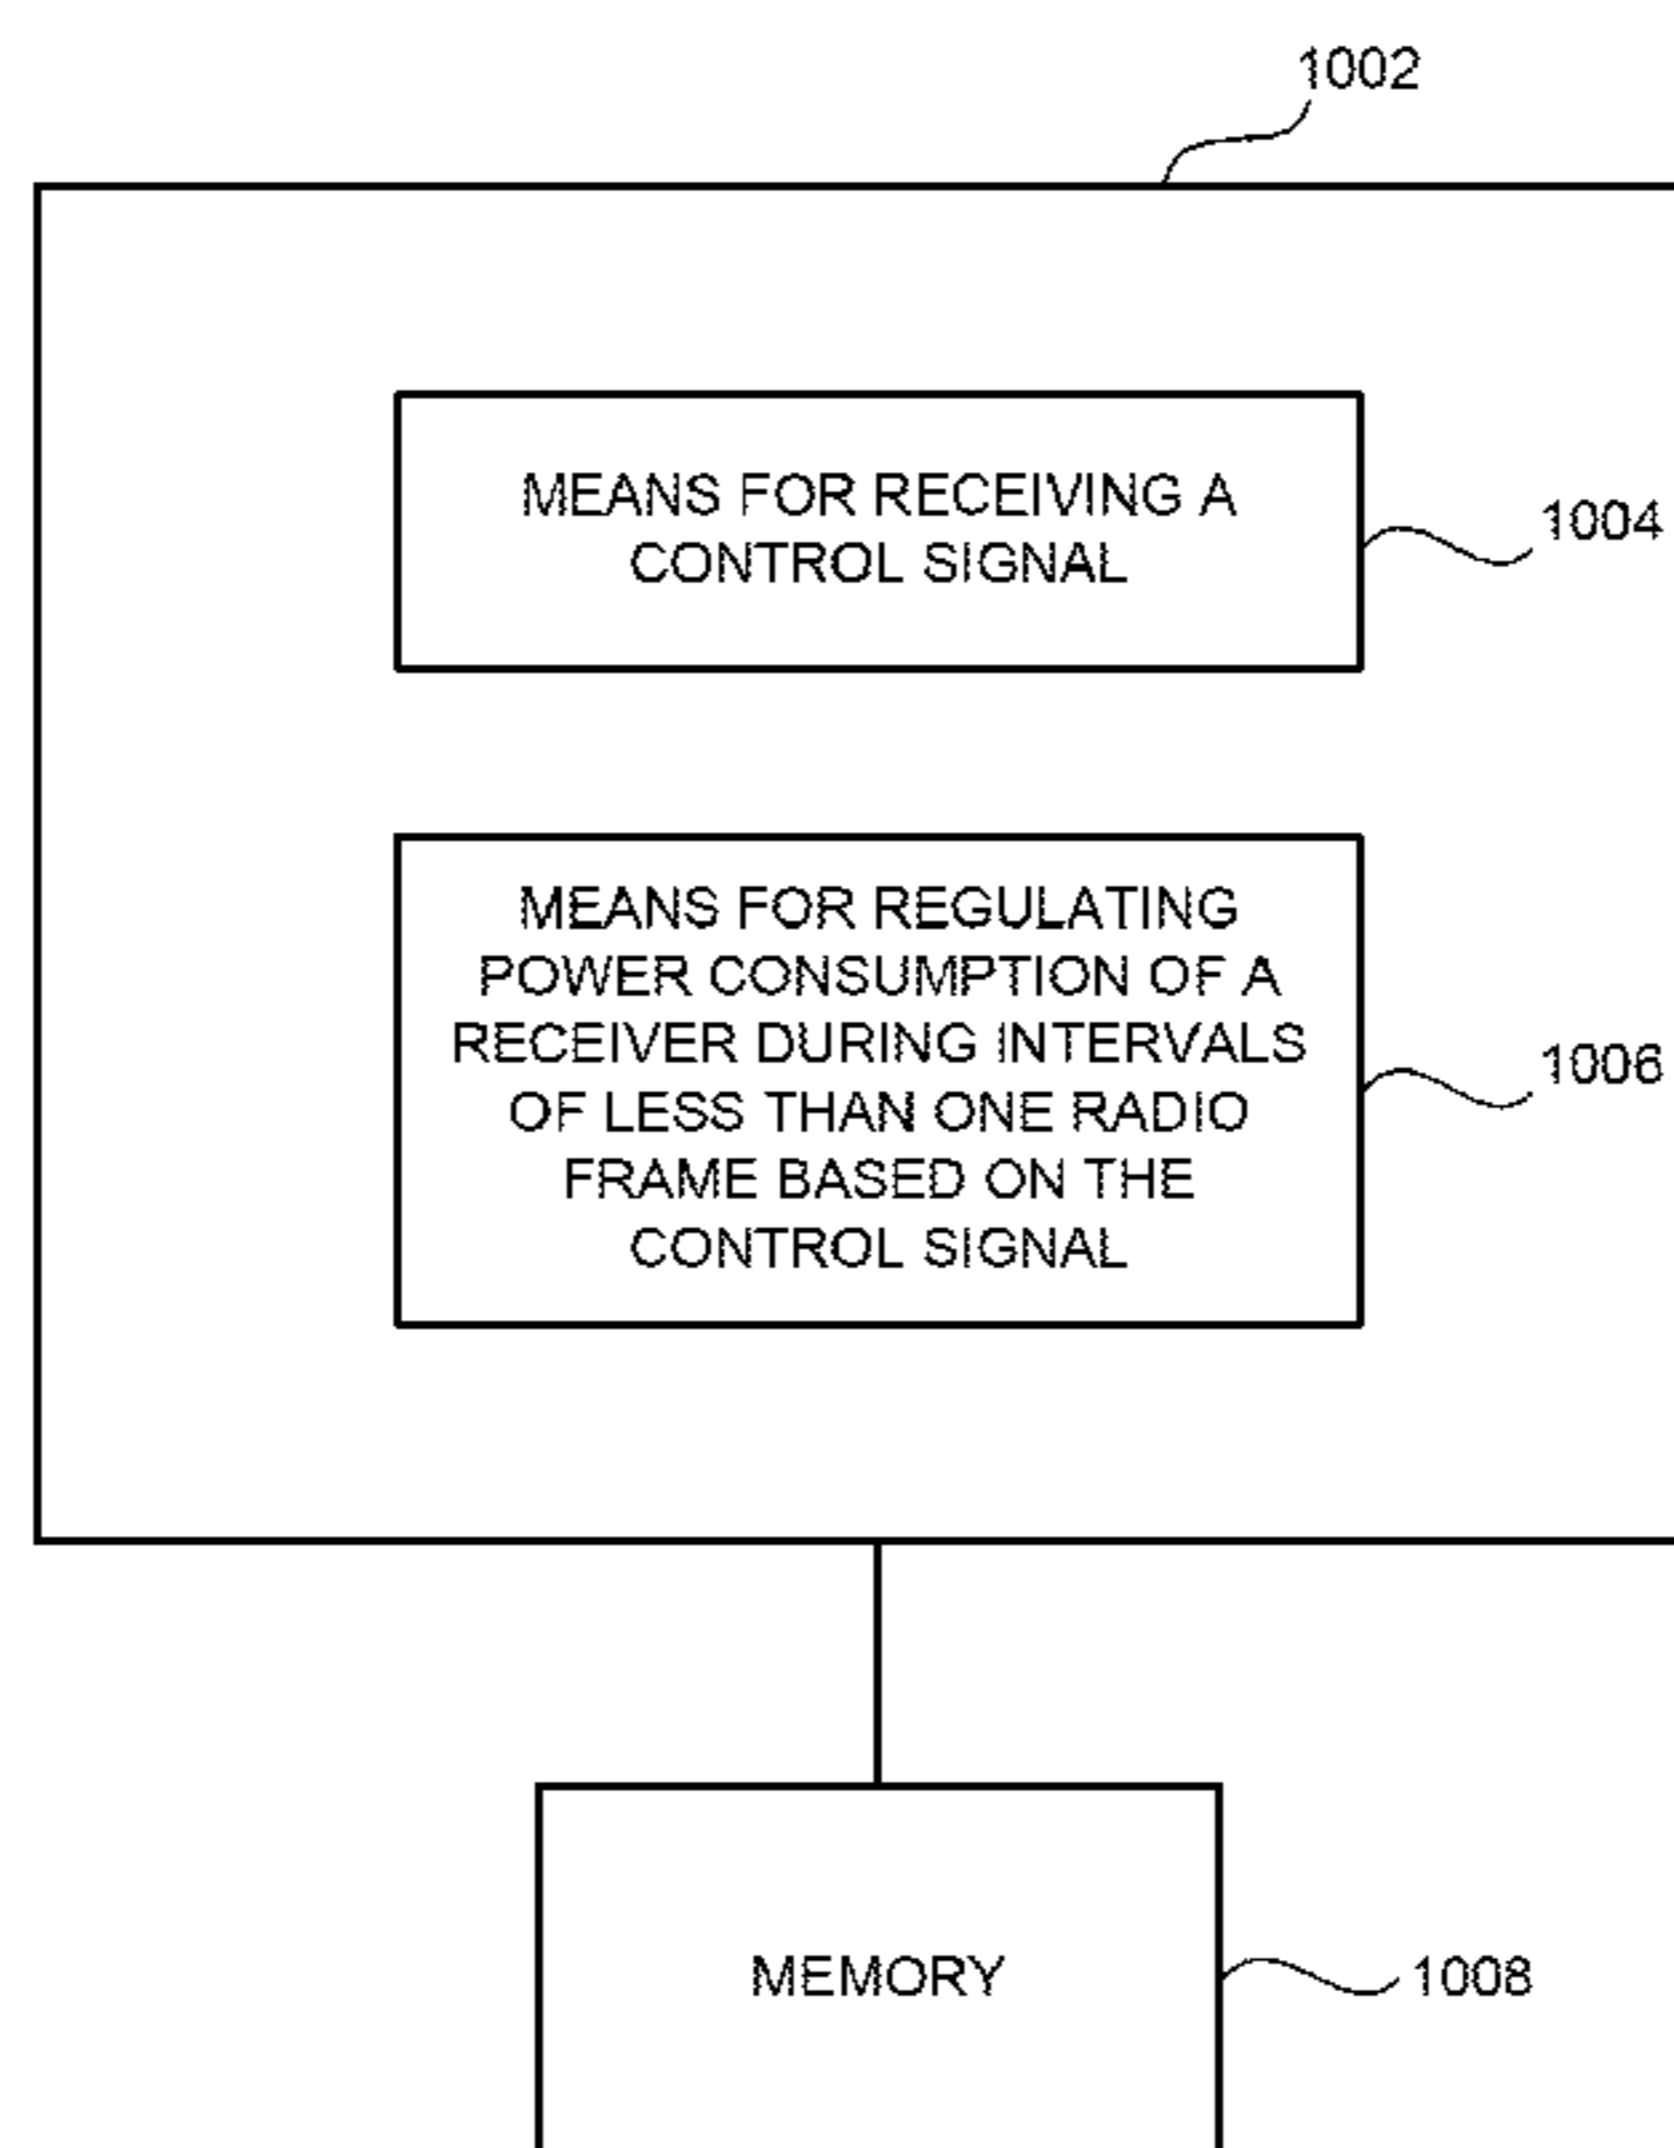 1002
MEANS FOR RECEIVING A
CONTROL SIGNAL
1004
MEANS FOR REGULATING
POWER CONSUMPTION OF A
RECEIVER DURING INTERVALS
OF LESS THAN ONE RADIO
FRAME BASED ON THE
CONTROL SIGNAL
1006
MEMORY
1008